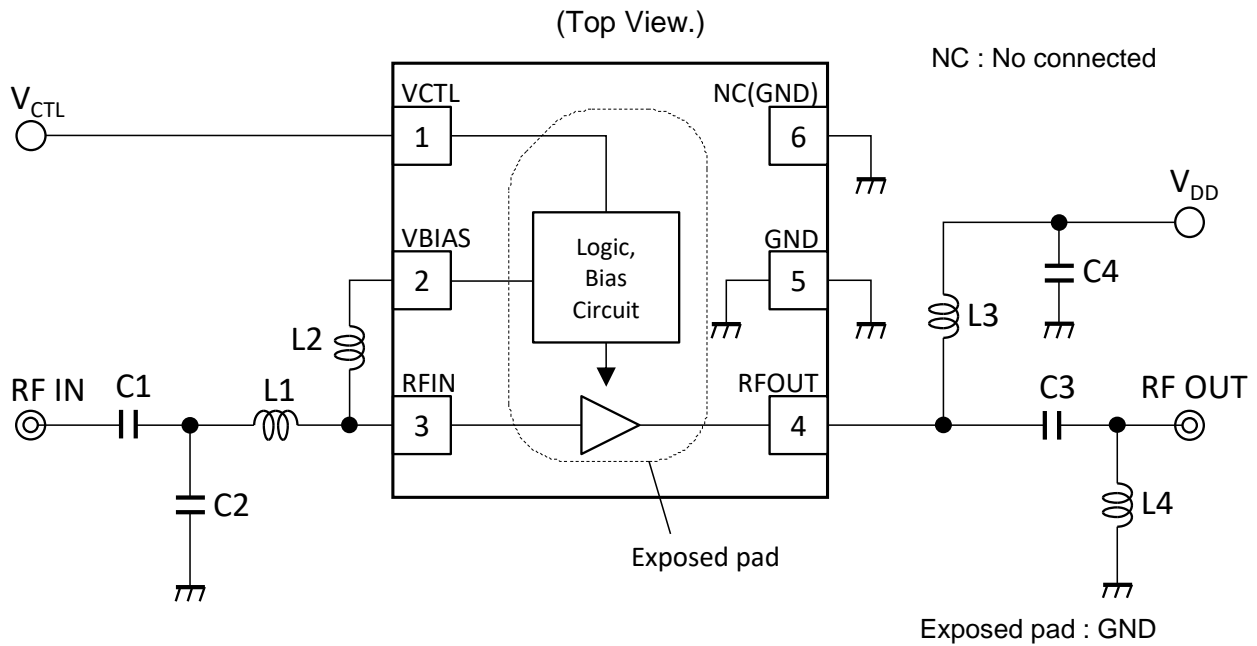 (Top View.)
NC : No connected
V_CTL
VCTL
1
NC(GND)
6
V_DD
VBIAS
2
Logic,
Bias
Circuit
GND
5
C4
L2
L3
RF IN
C1
L1
RFIN
3
RFOUT
4
C3
RF OUT
C2
L4
Exposed pad
Exposed pad : GND